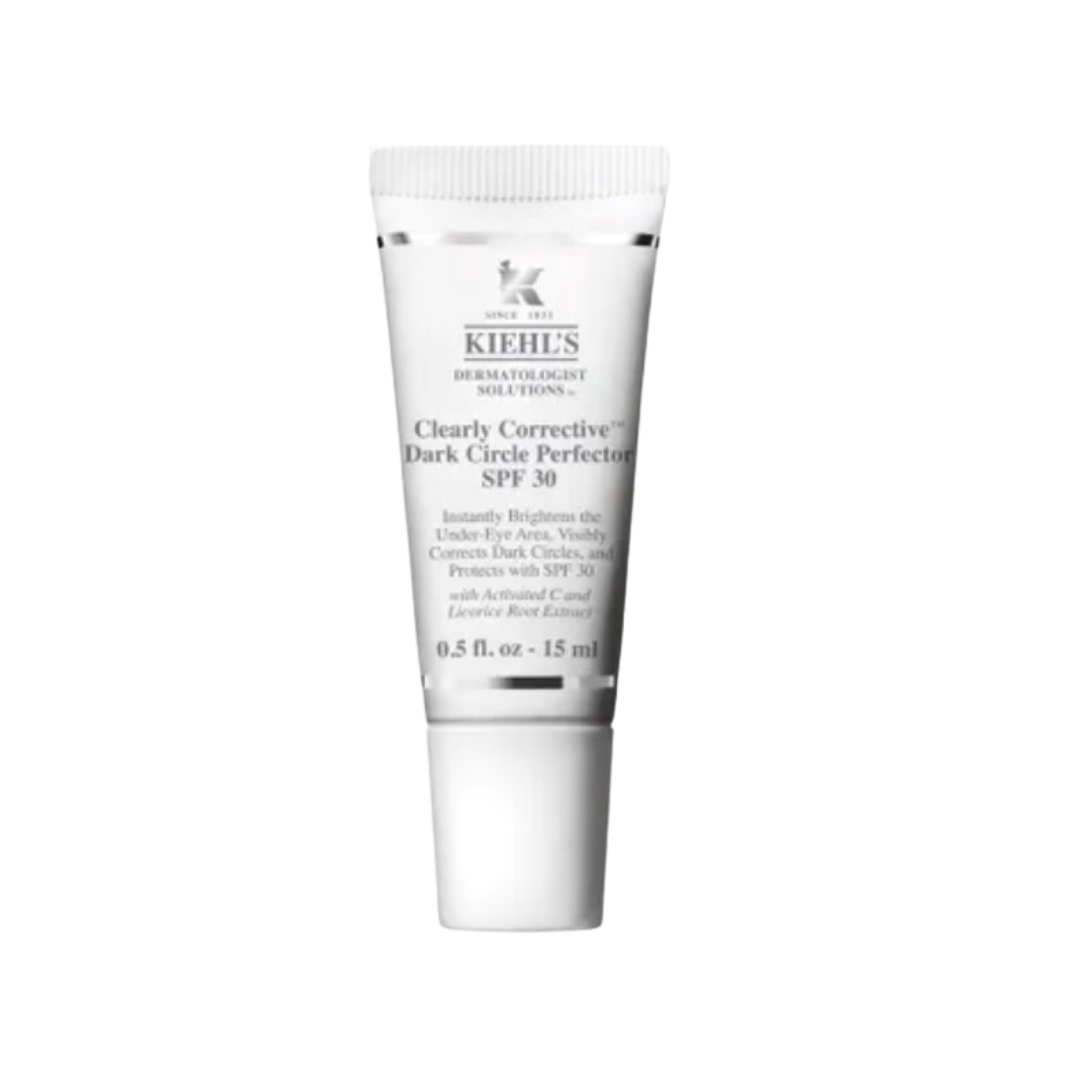 K
SINCE 1851
KIEHL'S
DERMATOLOGIST
SOLUTIONS™
Clearly Corrective™
Dark Circle Perfector
SPF 30
Instantly Brightens the
Under-Eye Area, Visibly
Corrects Dark Circles, and
Protects with SPF 30
with Activated C and
Licorice Root Extract
0.5 fl. oz - 15 ml